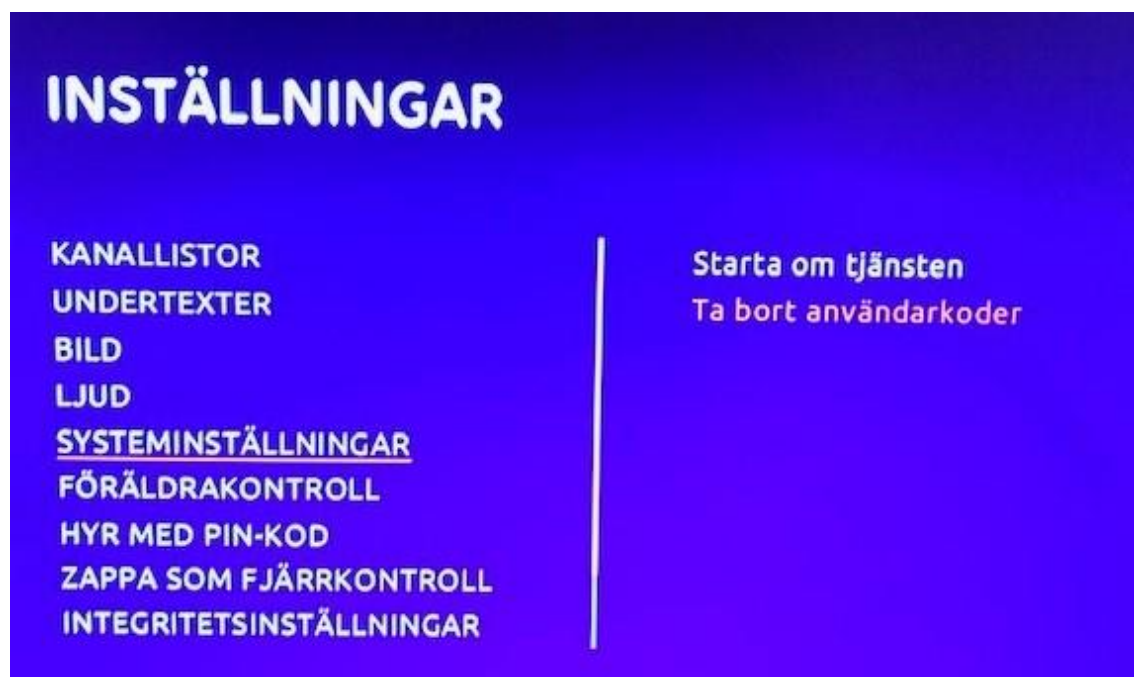 INSTÄLLNINGAR
KANALLISTOR
UNDERTEXTER
BILD
LJUD
SYSTEMINSTÄLLNINGAR
FÖRÄLDRAKONTROLL
HYR MED PIN-KOD
ZAPPA SOM FJÄRRKONTROLL
INTEGRITETSINSTÄLLNINGAR
Starta om tjänsten
Ta bort användarkoder